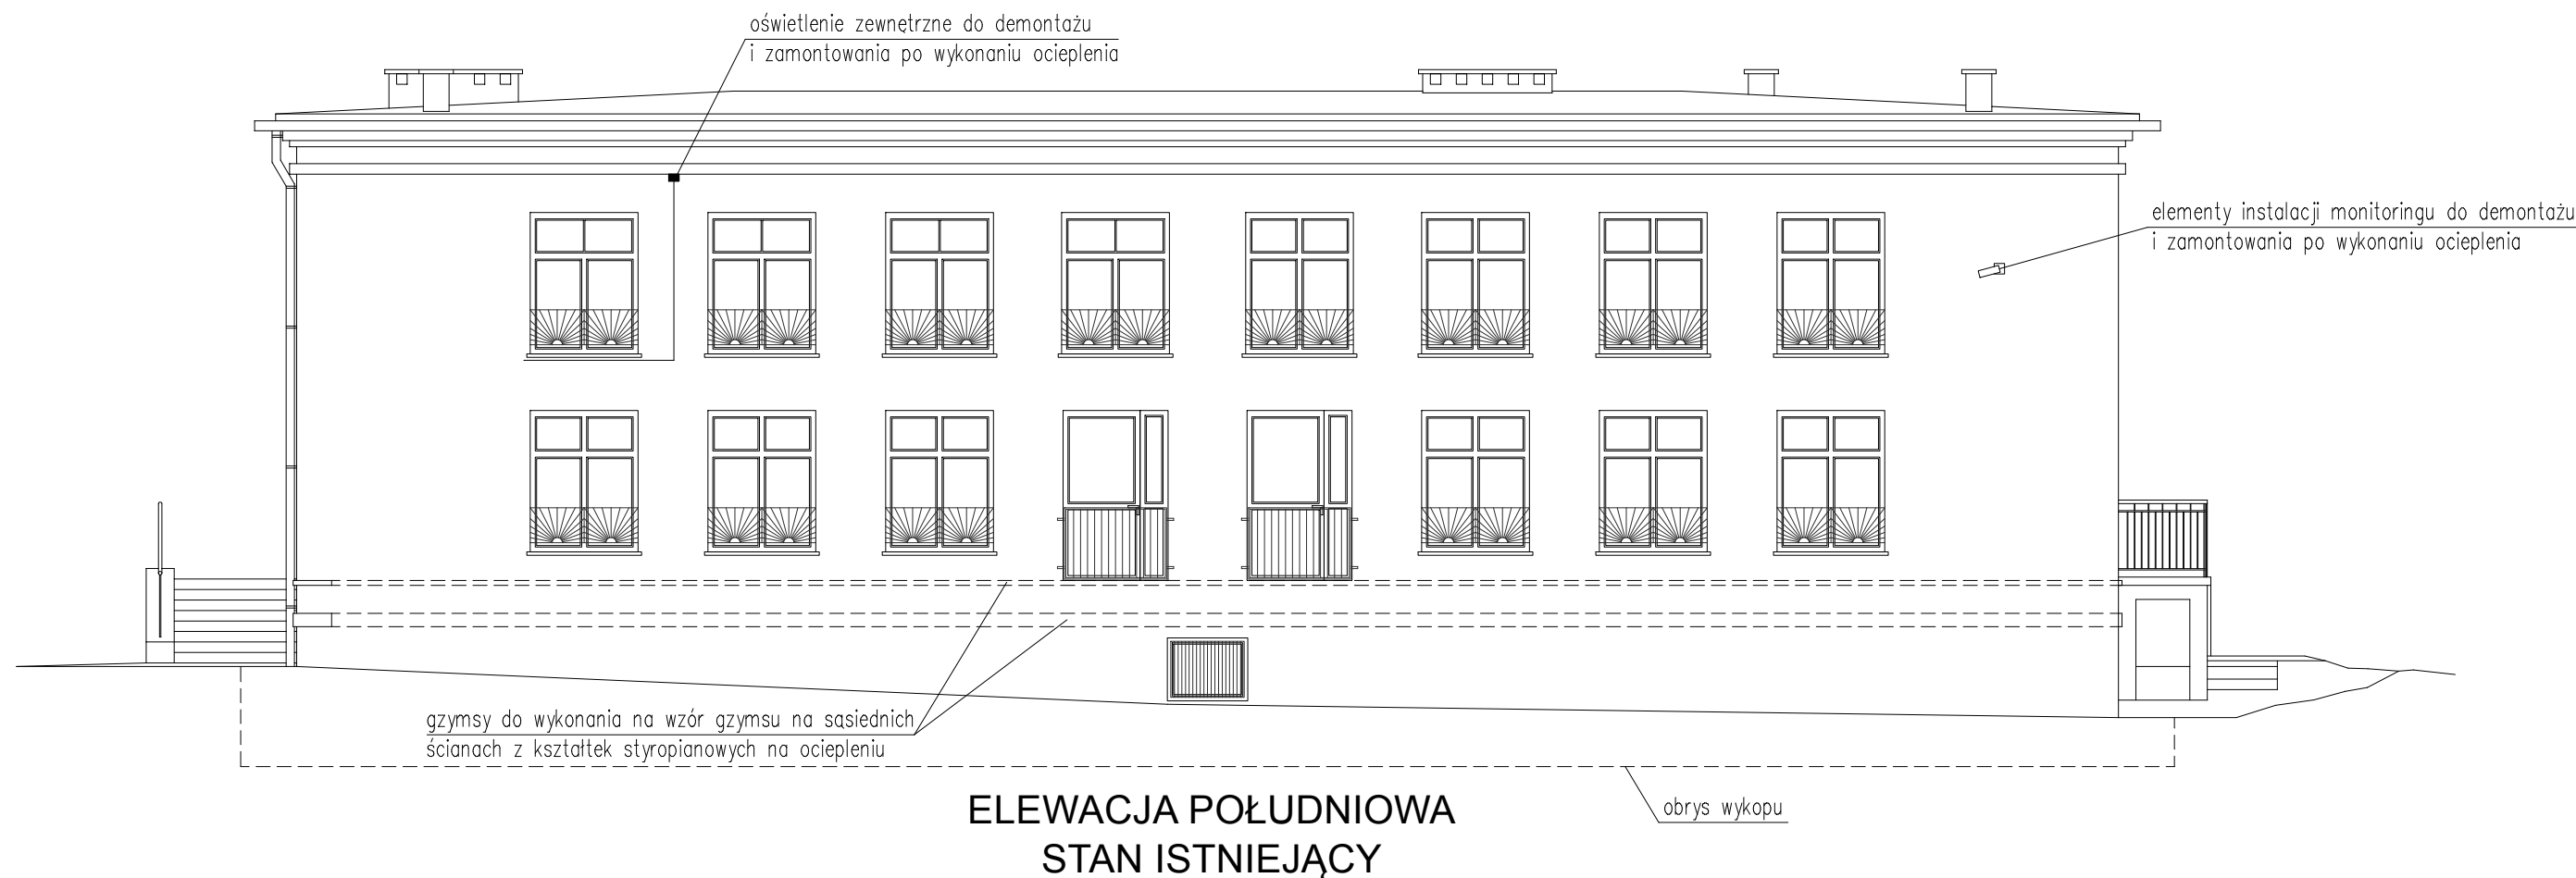 oświetlenie zewnętrzne do demontażu
i zamontowania po wykonaniu ocieplenia
elementy instalacji monitoringu do demontażu
i zamontowania po wykonaniu ocieplenia
gzymsy do wykonania na wzór gzymsu na sąsiednich
ścianach z kształtek styropianowych na ociepleniu
obrys wykopu
ELEWACJA POŁUDNIOWA
STAN ISTNIEJĄCY